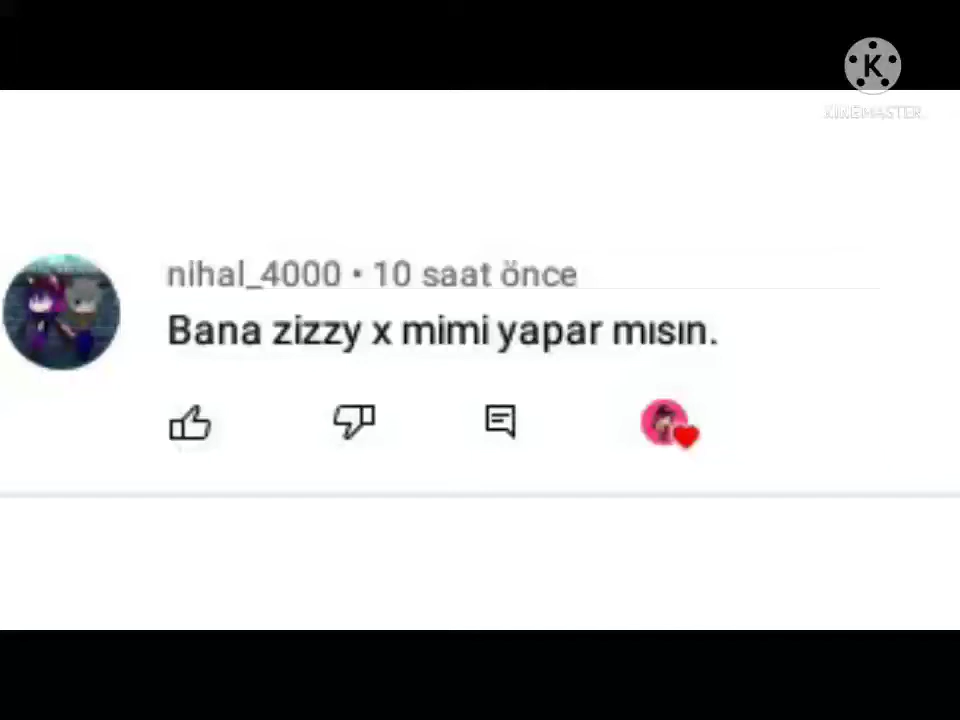 K
KINEMASTER
nihal_4000 • 10 saat önce
Bana zizzy x mimi yapar mısın.